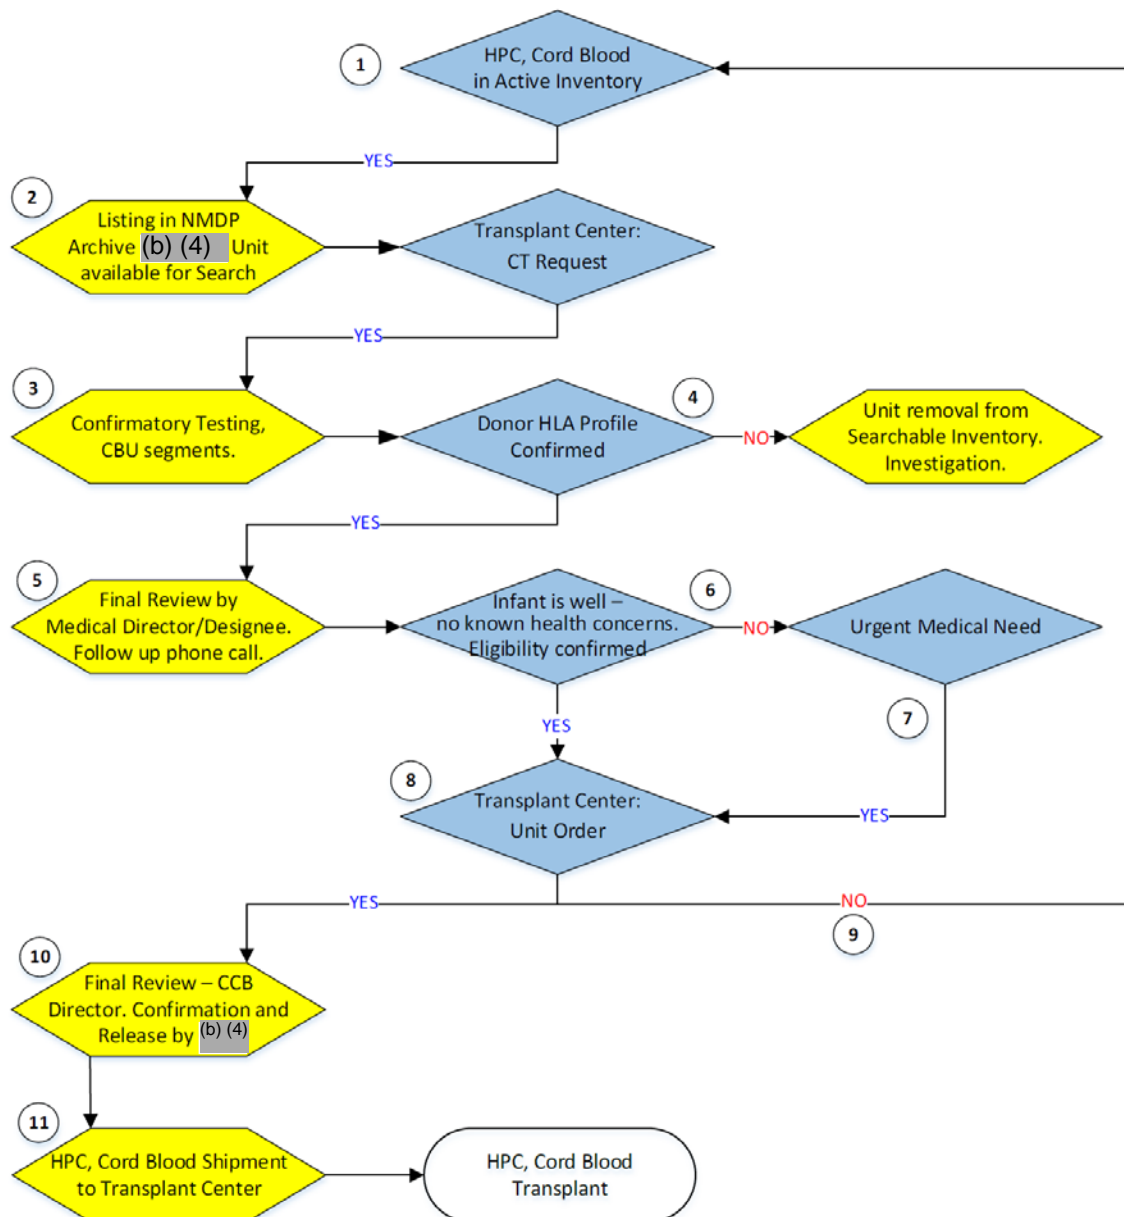 1
HPC, Cord Blood
in Active Inventory
YES
2
Listing in NMDP
Archive (b) (4) Unit
available for Search
Transplant Center:
CT Request
YES
3
Confirmatory Testing,
CBU segments.
Donor HLA Profile
Confirmed
4
NO
Unit removal from
Searchable Inventory.
Investigation.
YES
5
Final Review by
Medical Director/Designee.
Follow up phone call.
Infant is well –
no known health concerns.
Eligibility confirmed
6
NO
Urgent Medical Need
YES
7
8
Transplant Center:
Unit Order
YES
YES
NO
9
10
Final Review – CCB
Director. Confirmation and
Release by (b) (4)
11
HPC, Cord Blood Shipment
to Transplant Center
HPC, Cord Blood
Transplant